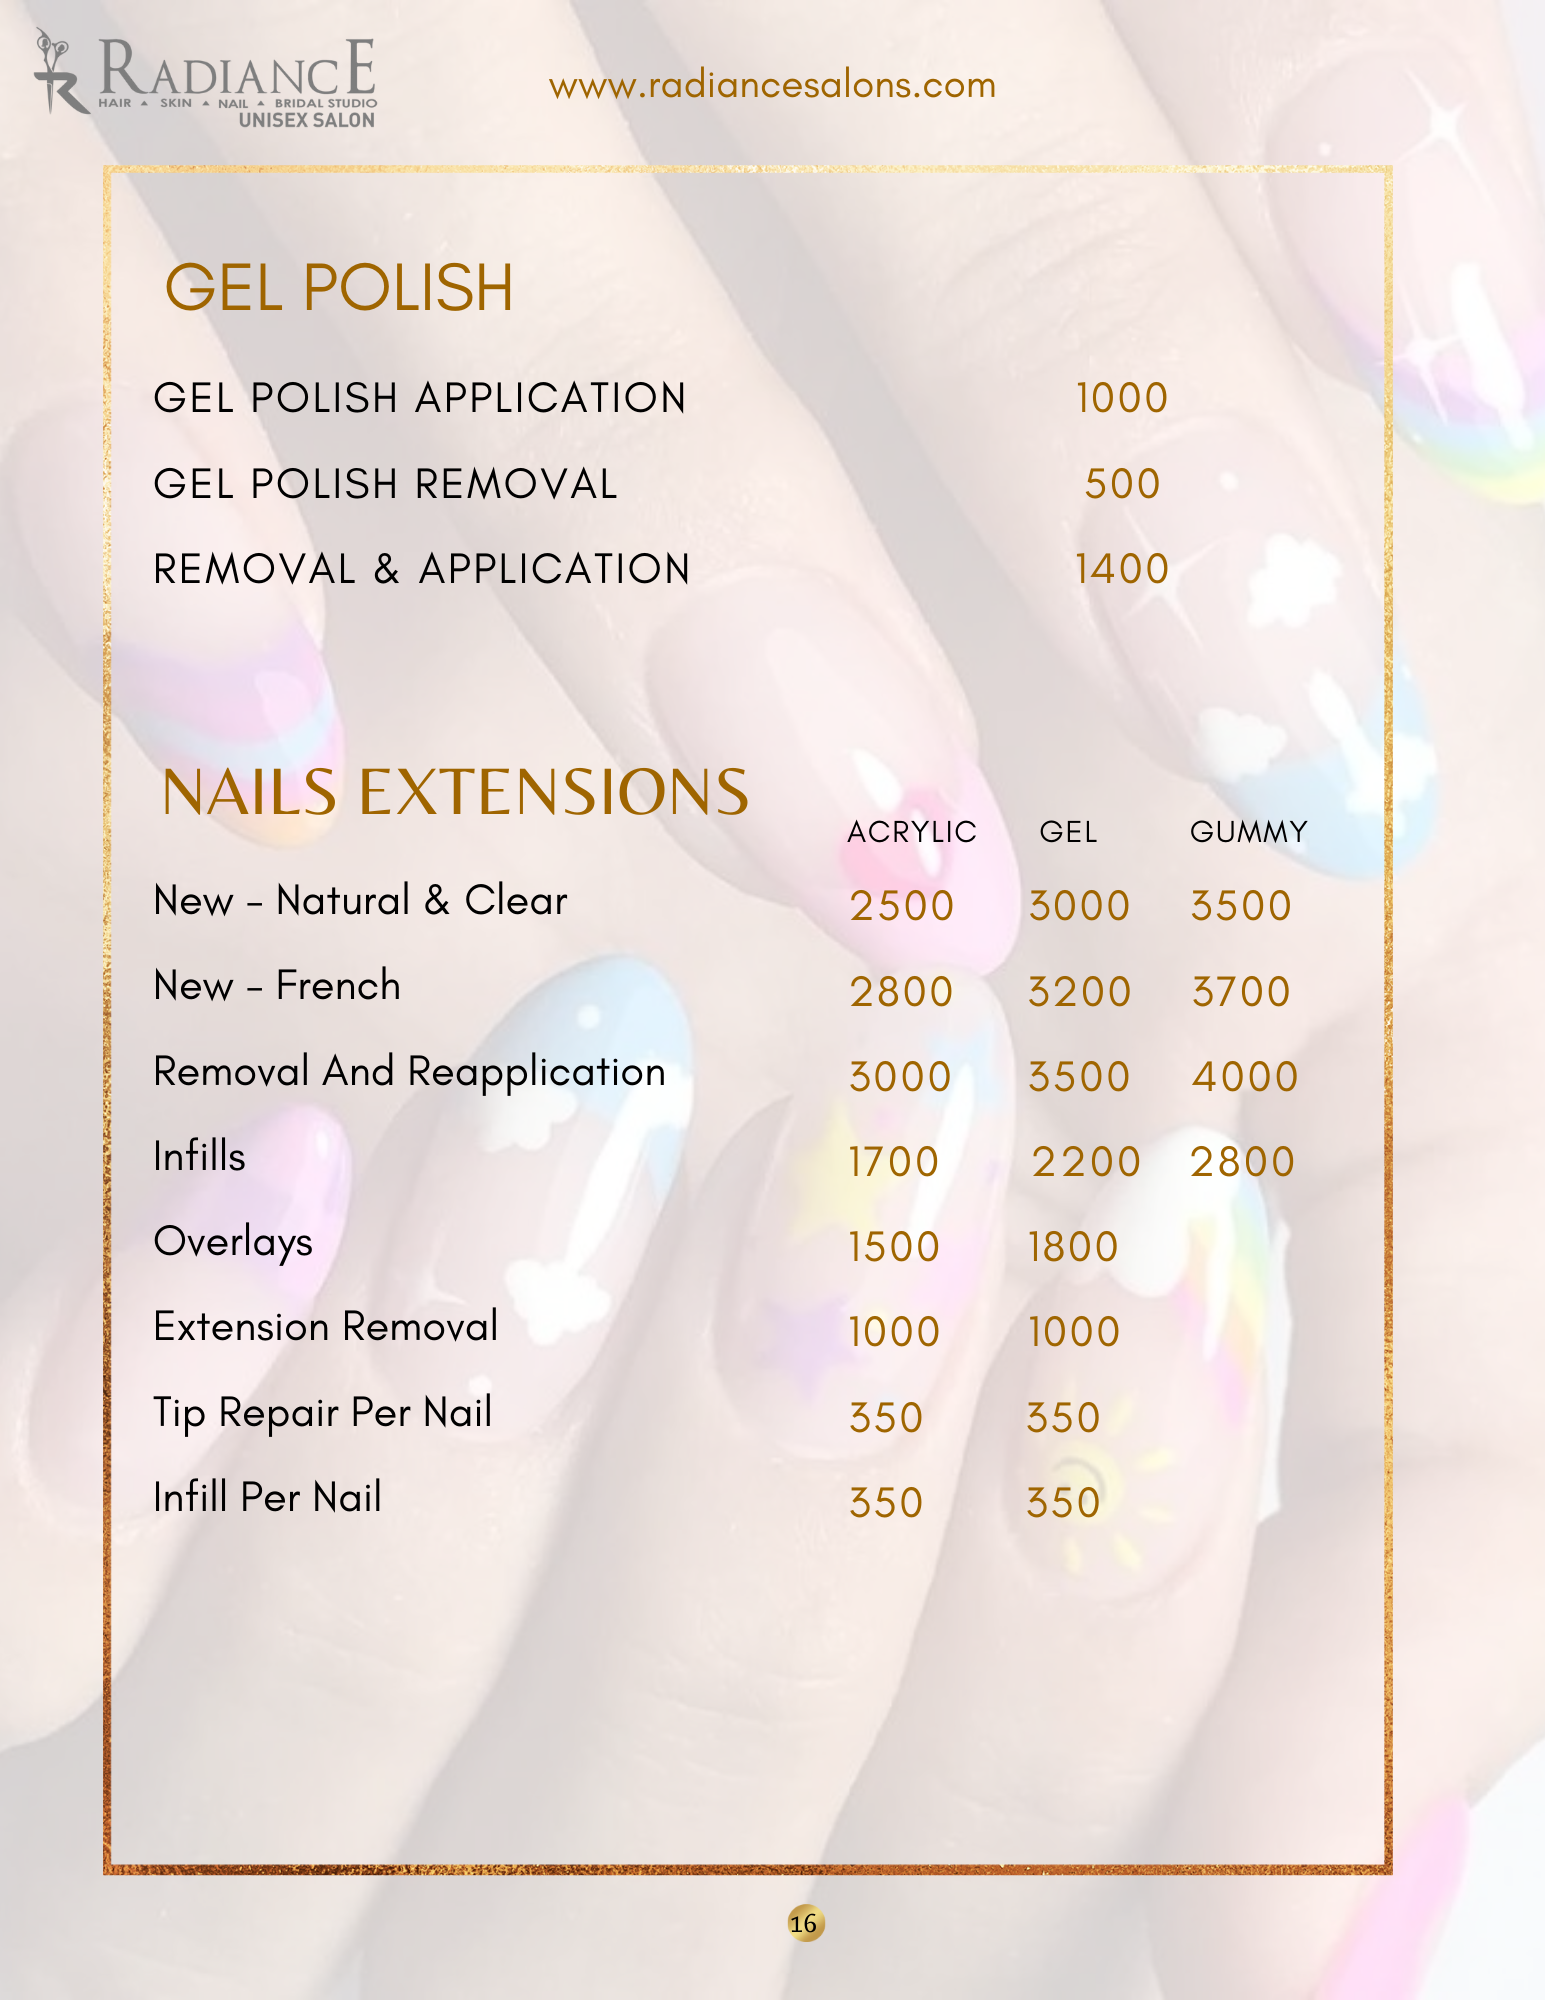 RADIANCE
HAIR ▲ SKIN ▲ NAIL ▲ BRIDAL STUDIO
UNISEX SALON
www.radiancesalons.com
GEL POLISH
GEL POLISH APPLICATION 1000
GEL POLISH REMOVAL 500
REMOVAL & APPLICATION 1400
NAILS EXTENSIONS
ACRYLIC GEL GUMMY
New - Natural & Clear 2500 3000 3500
New - French 2800 3200 3700
Removal And Reapplication 3000 3500 4000
Infills 1700 2200 2800
Overlays 1500 1800
Extension Removal 1000 1000
Tip Repair Per Nail 350 350
Infill Per Nail 350 350
16